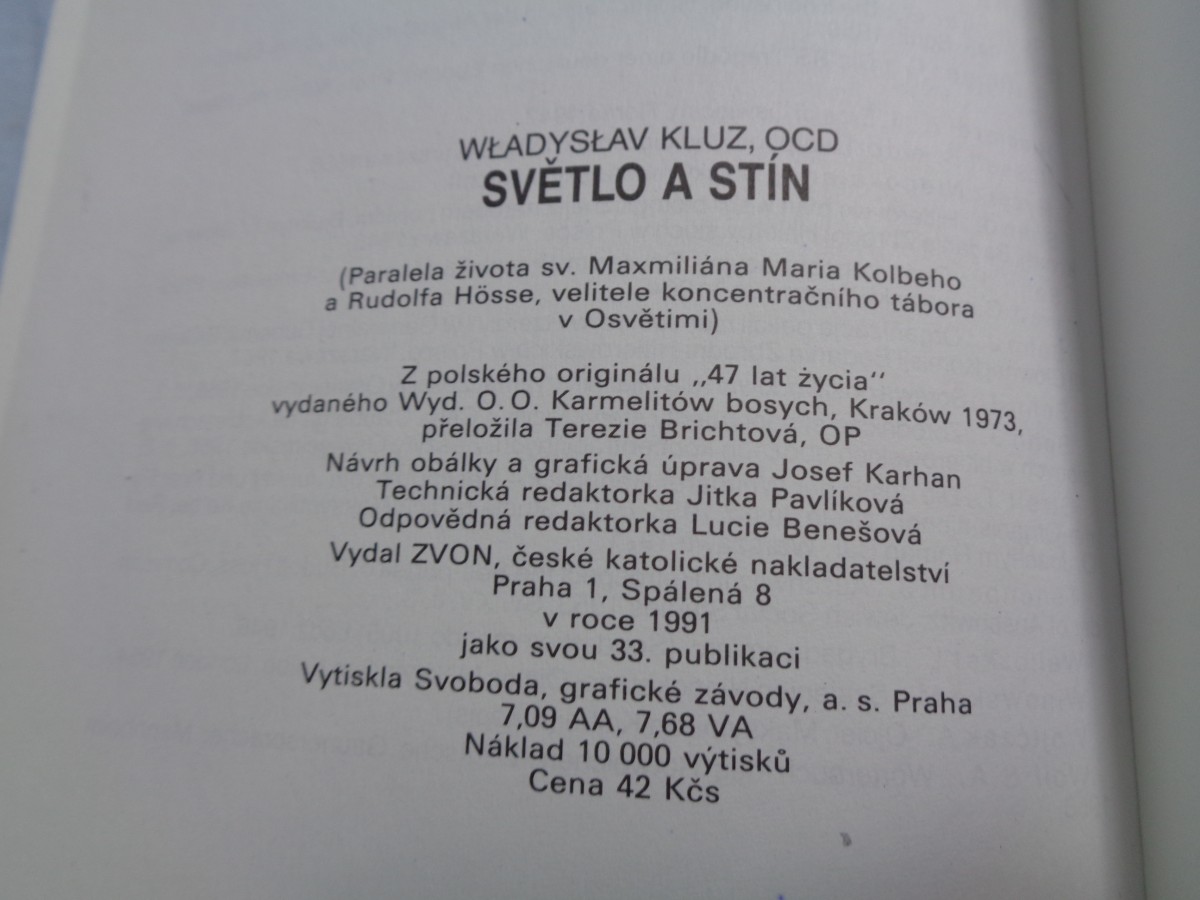 WŁADYSŁAV KLUZ, OCD
SVĚTLO A STÍN
(Paralela života sv. Maxmiliána Maria Kolbeho
a Rudolfa Hösse, velitele koncentračního tábora
v Osvětimi)
Z polského originálu „47 lat życia"
vydaného Wyd. O. O. Karmelitów bosych, Kraków 1973,
přeložila Terezie Brichtová, OP
Návrh obálky a grafická úprava Josef Karhan
Technická redaktorka Jitka Pavlíková
Odpovědná redaktorka Lucie Benešová
Vydal ZVON, české katolické nakladatelství
Praha 1, Spálená 8
v roce 1991
jako svou 33. publikaci
Vytiskla Svoboda, grafické závody, a. s. Praha
7,09 AA, 7,68 VA
Náklad 10 000 výtisků
Cena 42 Kčs